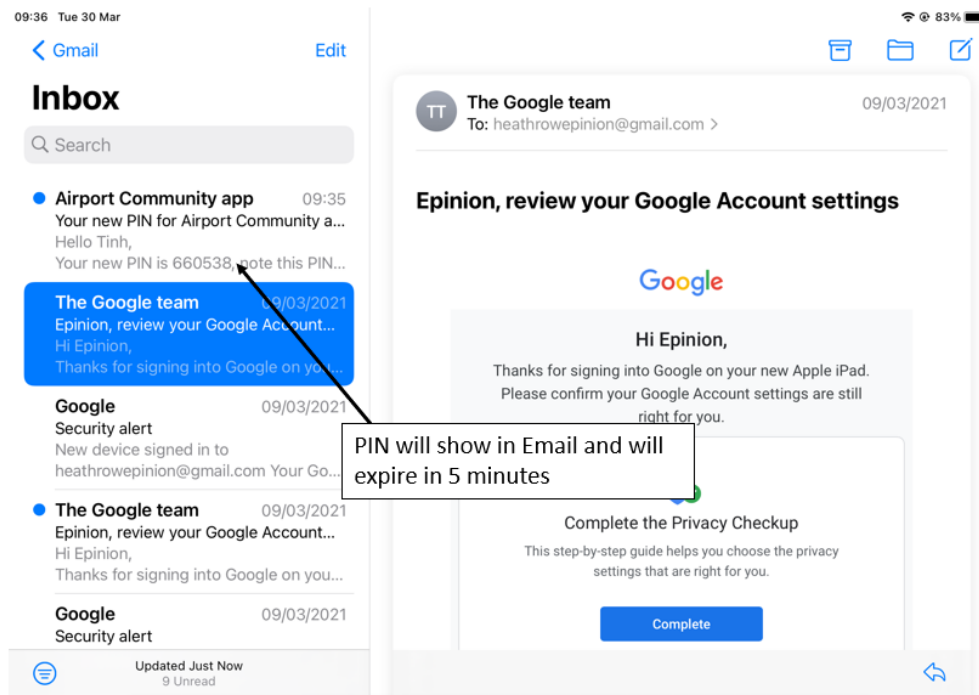 09:36 Tue 30 Mar
83%
Gmail
Edit
Inbox
Search
Airport Community app 09:35
Your new PIN for Airport Community a...
Hello Tinh,
Your new PIN is 660538, note this PIN...
The Google team 09/03/2021
Epinion, review your Google Account...
Hi Epinion,
Thanks for signing into Google on you...
Google 09/03/2021
Security alert
New device signed in to
heathrowepinion@gmail.com Your Go...
The Google team 09/03/2021
Epinion, review your Google Account...
Hi Epinion,
Thanks for signing into Google on you...
Google 09/03/2021
Security alert
Updated Just Now
9 Unread
TT
The Google team 09/03/2021
To: heathrowepinion@gmail.com >
Epinion, review your Google Account settings
Google
Hi Epinion,
Thanks for signing into Google on your new Apple iPad.
Please confirm your Google Account settings are still
right for you.
PIN will show in Email and will
expire in 5 minutes
Complete the Privacy Checkup
This step-by-step guide helps you choose the privacy
settings that are right for you.
Complete